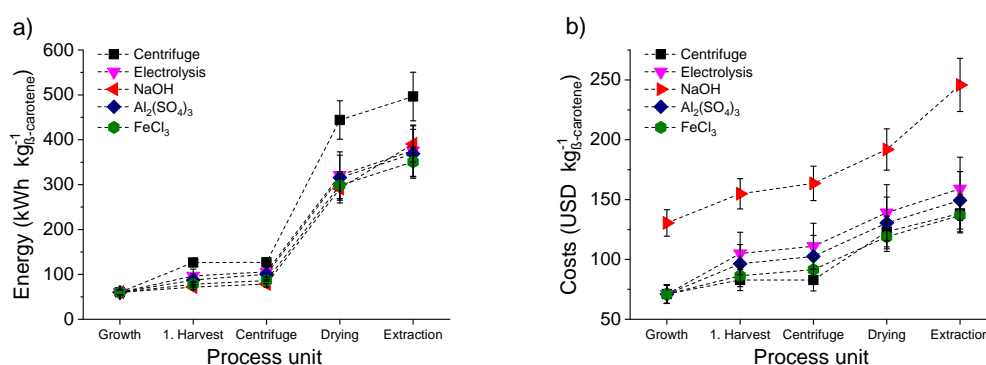 a)
Energy (kWh kg⁻¹ß-carotene)
600
500
400
300
200
100
0
Centrifuge
Electrolysis
NaOH
Al₂(SO₄)₃
FeCl₃
Growth 1. Harvest Centrifuge Drying Extraction
Process unit
b)
Costs (USD kg⁻¹ß-carotene)
250
200
150
100
50
Centrifuge
Electrolysis
NaOH
Al₂(SO₄)₃
FeCl₃
Growth 1. Harvest Centrifuge Drying Extraction
Process unit